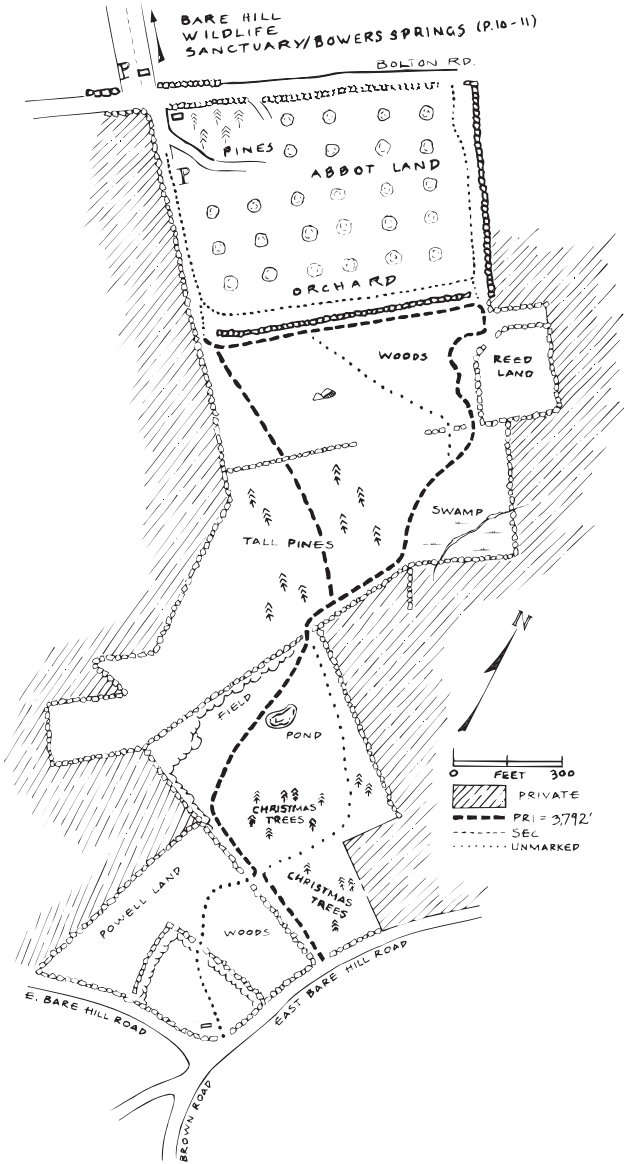 BARE HILL
WILDLIFE
SANCTUARY/BOWERS SPRINGS (P.10-11)
P
BOLTON RD.
PINES
P
ABBOT LAND
ORCHARD
WOODS
REED
LAND
SWAMP
TALL PINES
N
FIELD
POND
0 FEET 300
PRIVATE
PRI = 3,792'
SEC
UNMARKED
CHRISTMAS
TREES
CHRISTMAS
TREES
POWELL LAND
WOODS
E. BARE HILL ROAD
EAST BARE HILL ROAD
BROWN ROAD